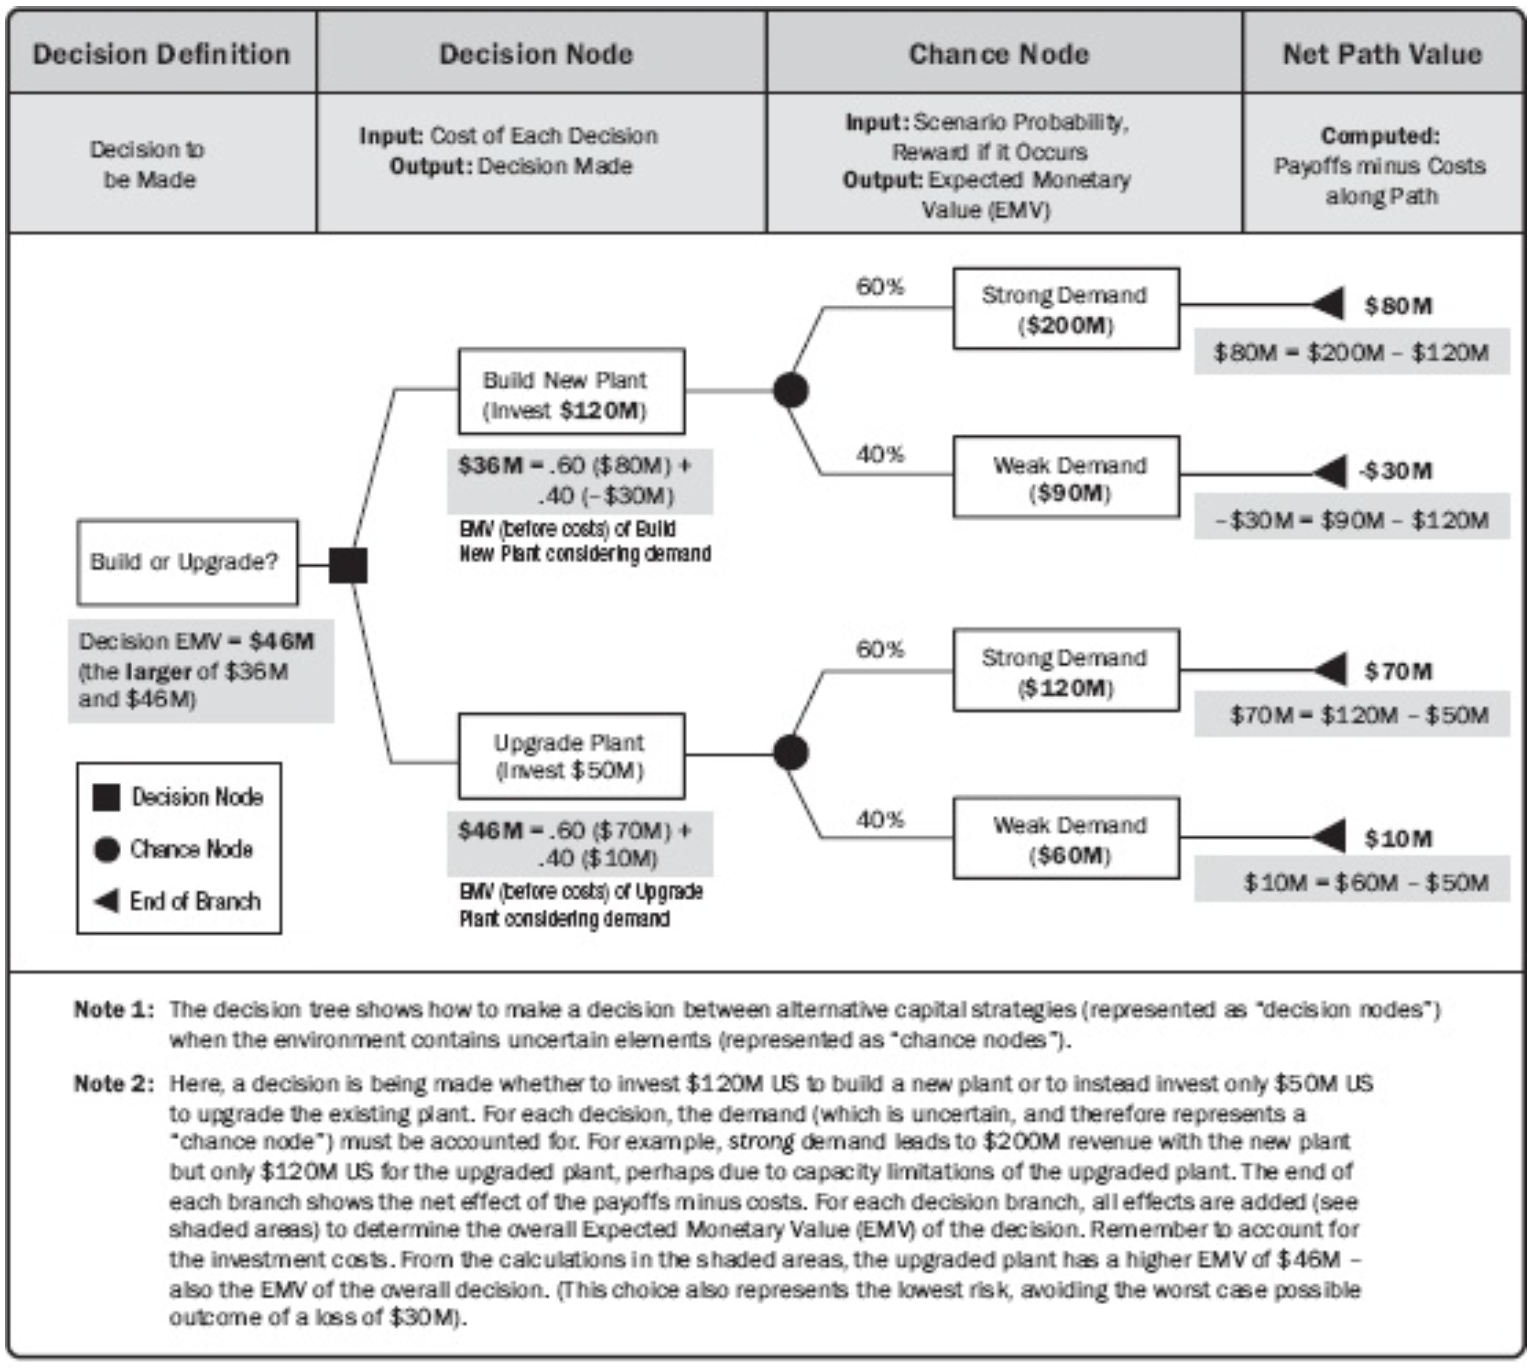 Decision Definition
Decision Node
Chance Node
Net Path Value
Decision to
be Made
Input: Cost of Each Decision
Output: Decision Made
Input: Scenario Probability,
Reward if it Occurs
Output: Expected Monetary
Value (EMV)
Computed:
Payoffs minus Costs
along Path
Build or Upgrade?
Decision EMV = $46M
(the larger of $36M
and $46M)
Build New Plant
(Invest $120M)
$36M = .60 ($80M) +
.40 (–$30M)
EMV (before costs) of Build
New Plant considering demand
60%
Strong Demand
($200M)
$80M
$80M = $200M – $120M
40%
Weak Demand
($90M)
-$30M
–$30M = $90M – $120M
Upgrade Plant
(Invest $50M)
$46M = .60 ($70M) +
.40 ($10M)
EMV (before costs) of Upgrade
Plant considering demand
60%
Strong Demand
($120M)
$70M
$70M = $120M – $50M
40%
Weak Demand
($60M)
$10M
$10M = $60M – $50M
Decision Node
Chance Node
End of Branch
Note 1: The decision tree shows how to make a decision between alternative capital strategies (represented as “decision nodes”)
when the environment contains uncertain elements (represented as “chance nodes”).
Note 2: Here, a decision is being made whether to invest $120M US to build a new plant or to instead invest only $50M US
to upgrade the existing plant. For each decision, the demand (which is uncertain, and therefore represents a
“chance node”) must be accounted for. For example, strong demand leads to $200M revenue with the new plant
but only $120M US for the upgraded plant, perhaps due to capacity limitations of the upgraded plant. The end of
each branch shows the net effect of the payoffs minus costs. For each decision branch, all effects are added (see
shaded areas) to determine the overall Expected Monetary Value (EMV) of the decision. Remember to account for
the investment costs. From the calculations in the shaded areas, the upgraded plant has a higher EMV of $46M –
also the EMV of the overall decision. (This choice also represents the lowest risk, avoiding the worst case possible
outcome of a loss of $30M).